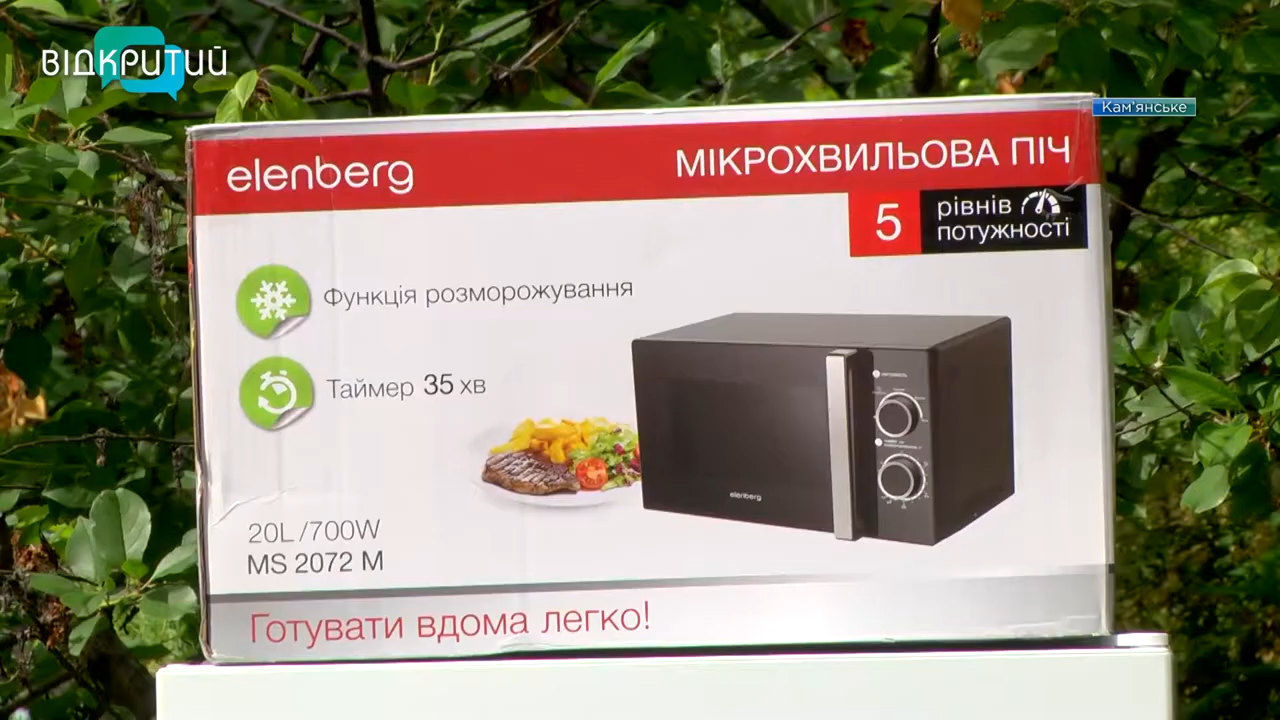 ВІДКРИТИЙ
Кам'янське
elenberg
МІКРОХВИЛЬОВА ПІЧ
5 рівнів
потужності
Функція розморожування
Таймер 35 хв
elenberg
20L/700W
MS 2072 M
Готувати вдома легко!